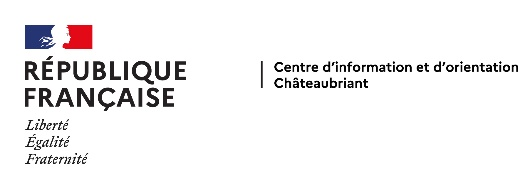 RÉPUBLIQUE
FRANÇAISE
Liberté
Égalité
Fraternité
Centre d'information et d'orientation
Châteaubriant